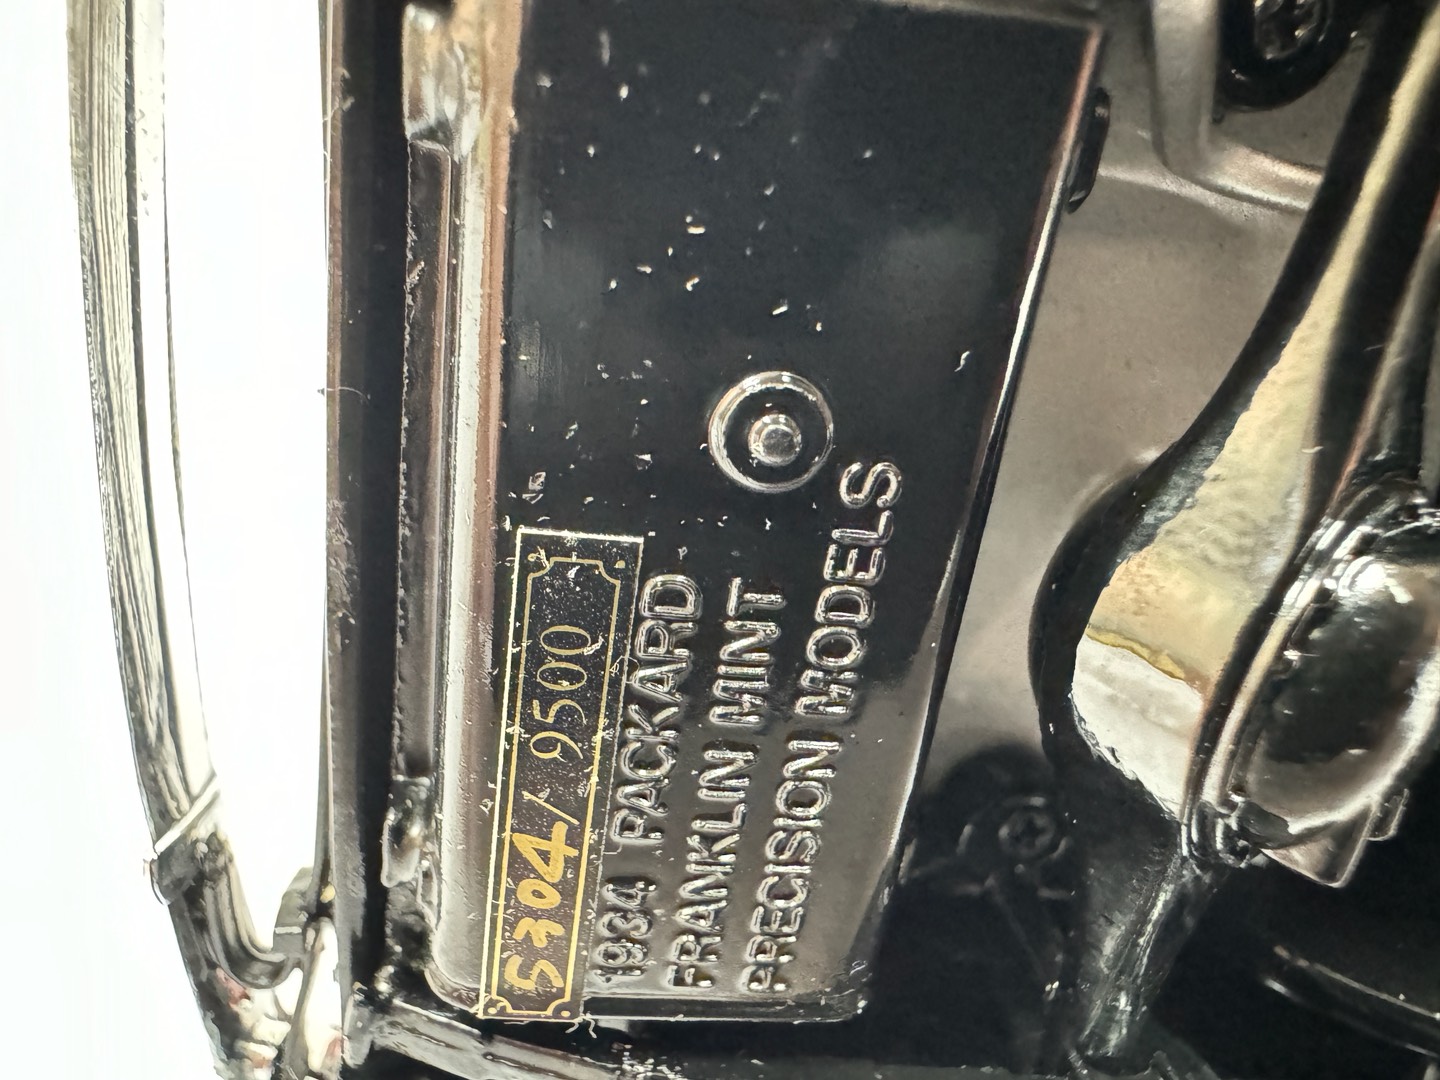 5304/9500
1934 PACKARD
FRANKLIN MINT
PRECISION MODELS